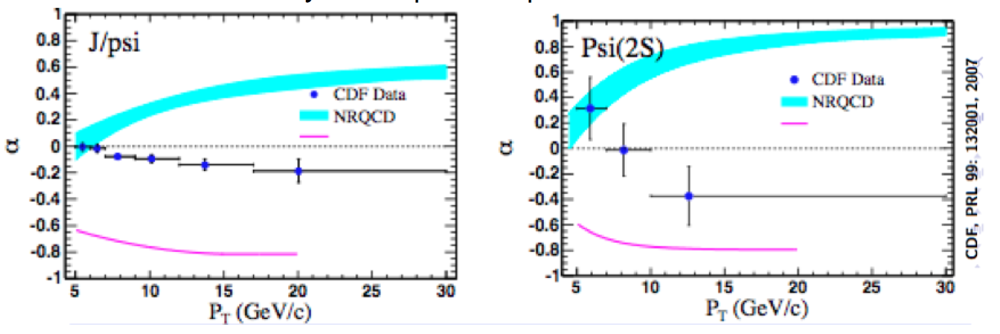 J/psi
1
0.8
0.6
0.4
0.2
0
-0.2
-0.4
-0.6
-0.8
-1
α
CDF Data
NRQCD
5 10 15 20 25 30
P_T (GeV/c)
Psi(2S)
1
0.8
0.6
0.4
0.2
0
-0.2
-0.4
-0.6
-0.8
-1
α
CDF Data
NRQCD
5 10 15 20 25 30
P_T (GeV/c)
CDF, PRL 99: 132001, 2007